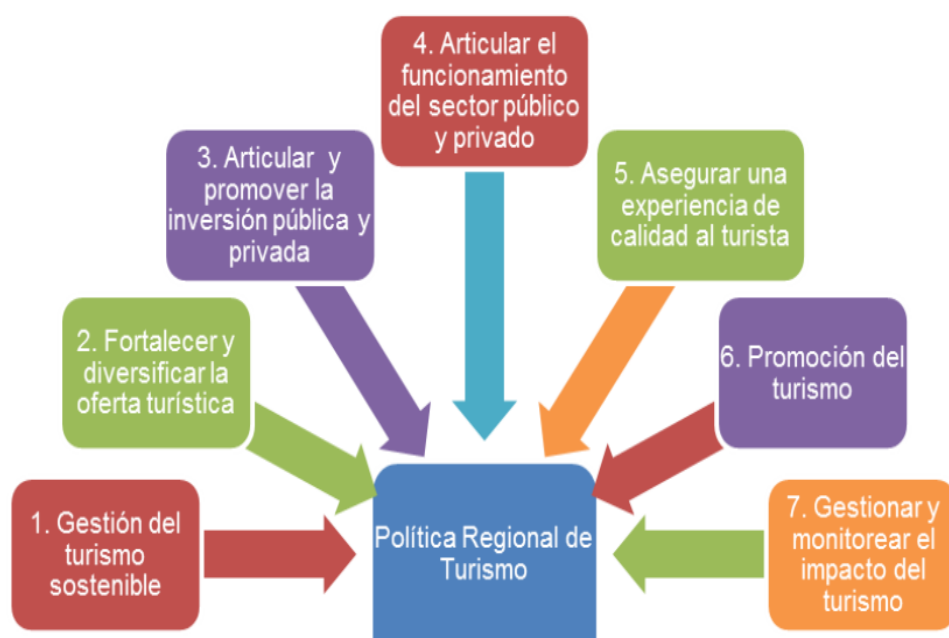 4. Articular el
funcionamiento
del sector público
y privado
3. Articular y
promover la
inversión pública y
privada
5. Asegurar una
experiencia de
calidad al turista
2. Fortalecer y
diversificar la
oferta turística
6. Promoción del
turismo
1. Gestión del
turismo
sostenible
Política Regional de
Turismo
7. Gestionar y
monitorear el
impacto del
turismo